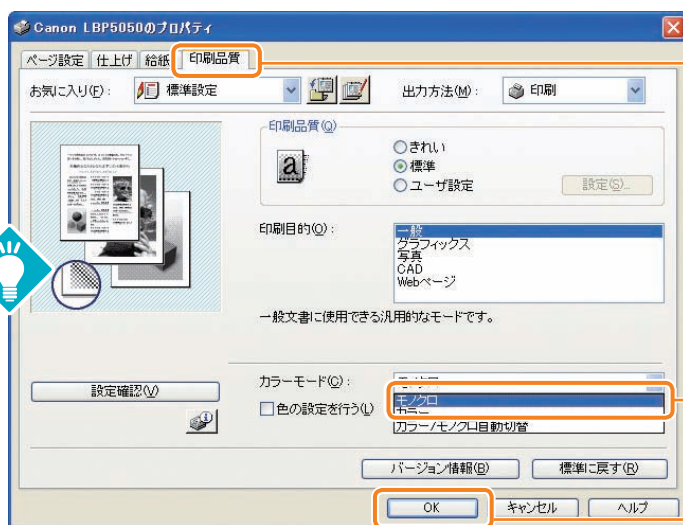 Canon LBP5050のプロパティ
ページ設定 仕上げ 給紙 印刷品質
お気に入り(F): 標準設定 出力方法(M): 印刷
印刷品質(Q)
きれい
標準
ユーザ設定 設定(S)...
印刷目的(O):
一般
グラフィックス
写真
CAD
Webページ
一般文書に使用できる汎用的なモードです。
カラーモード(C):
設定確認(V)
モノクロ
色の設定を行う(L)
カラー/モノクロ自動切替
バージョン情報(B) 標準に戻す(R)
OK キャンセル ヘルプ